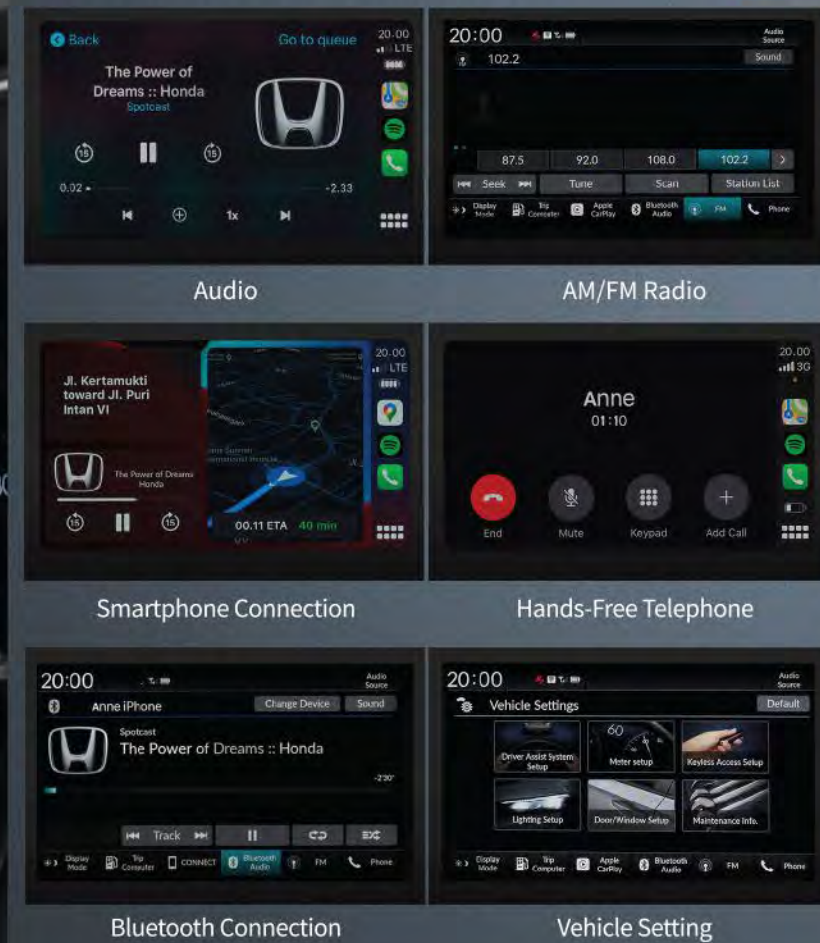 Back
Go to queue
20.00
LTE
The Power of
Dreams :: Honda
Spotcast
15
15
0.02
-2.33
1x
Audio
20:00
Audio
Source
102.2
Sound
87.5
92.0
108.0
102.2
Seek
Tune
Scan
Station List
Display
Mode
Trip
Computer
Apple
CarPlay
Bluetooth
Audio
FM
Phone
AM/FM Radio
Jl. Kertamukti
toward Jl. Puri
Intan VI
20.00
LTE
The Power of Dreams
Honda
15
15
00.11 ETA
40 min
Smartphone Connection
20.00
3G
Anne
01:10
End
Mute
Keypad
Add Call
Hands-Free Telephone
20:00
Audio
Source
Anne iPhone
Change Device
Sound
Spotcast
The Power of Dreams :: Honda
-2'30"
Track
Display
Mode
Trip
Computer
CONNECT
Bluetooth
Audio
FM
Phone
Bluetooth Connection
20:00
Audio
Source
Vehicle Settings
Default
Driver Assist System
Setup
60
Meter setup
Keyless Access Setup
Lighting Setup
Door/Window Setup
Maintenance Info.
Display
Mode
Trip
Computer
Apple
CarPlay
Bluetooth
Audio
FM
Phone
Vehicle Setting